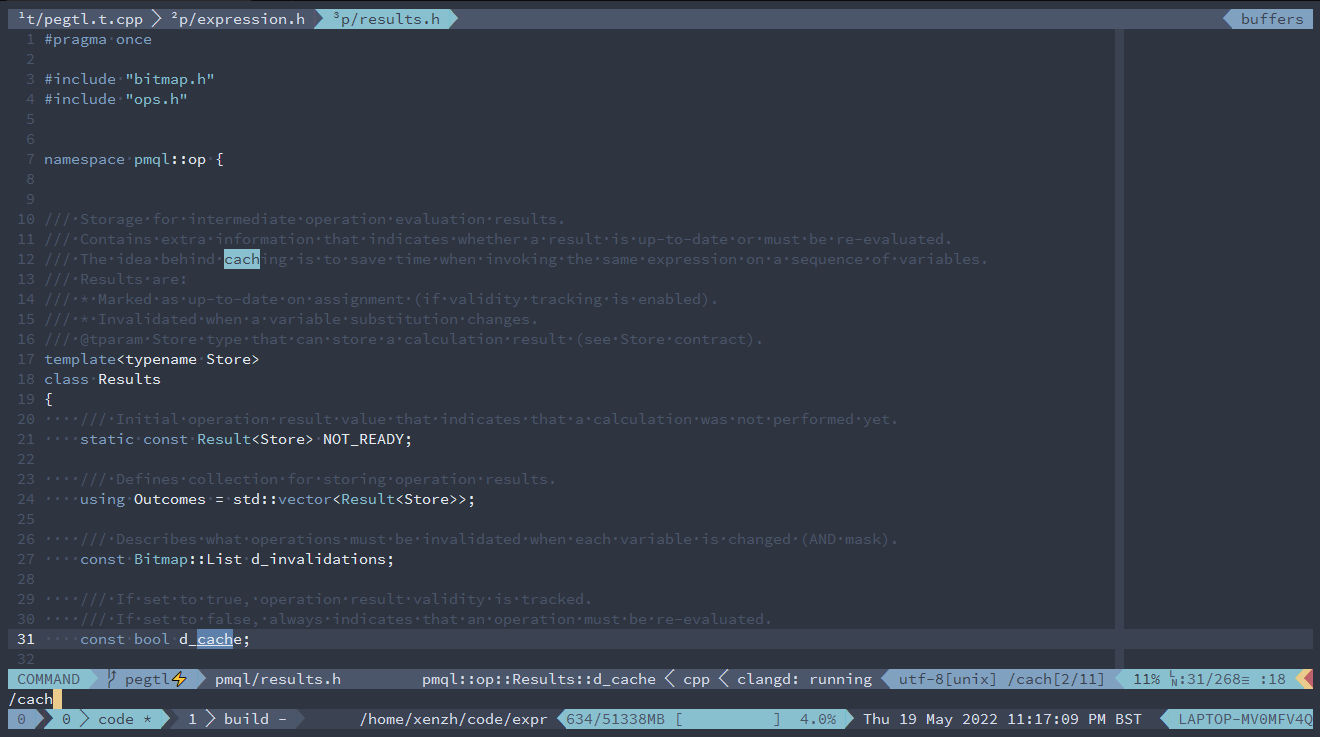 ¹t/pegtl.t.cpp ²p/expression.h ³p/results.h buffers
1 #pragma once
2
3 #include "bitmap.h"
4 #include "ops.h"
5
6
7 namespace pmql::op {
8
9
10 /// Storage for intermediate operation evaluation results.
11 /// Contains extra information that indicates whether a result is up-to-date or must be re-evaluated.
12 /// The idea behind caching is to save time when invoking the same expression on a sequence of variables.
13 /// Results are:
14 /// * Marked as up-to-date on assignment (if validity tracking is enabled).
15 /// * Invalidated when a variable substitution changes.
16 /// @tparam Store type that can store a calculation result (see Store contract).
17 template<typename Store>
18 class Results
19 {
20 ····/// Initial operation result value that indicates that a calculation was not performed yet.
21 ····static const Result<Store> NOT_READY;
22
23 ····/// Defines collection for storing operation results.
24 ····using Outcomes = std::vector<Result<Store>>;
25
26 ····/// Describes what operations must be invalidated when each variable is changed (AND mask).
27 ····const Bitmap::List d_invalidations;
28
29 ····/// If set to true, operation result validity is tracked.
30 ····/// If set to false, always indicates that an operation must be re-evaluated.
31 ····const bool d_cache;
32
COMMAND pegtl⚡ pmql/results.h pmql::op::Results::d_cache cpp clangd: running utf-8[unix] /cach[2/11] 11% ㏑:31/268≡ :18
/cach
0 0 code * 1 build - /home/xenzh/code/expr 634/51338MB [ ] 4.0% Thu 19 May 2022 11:17:09 PM BST LAPTOP-MV0MFV4Q